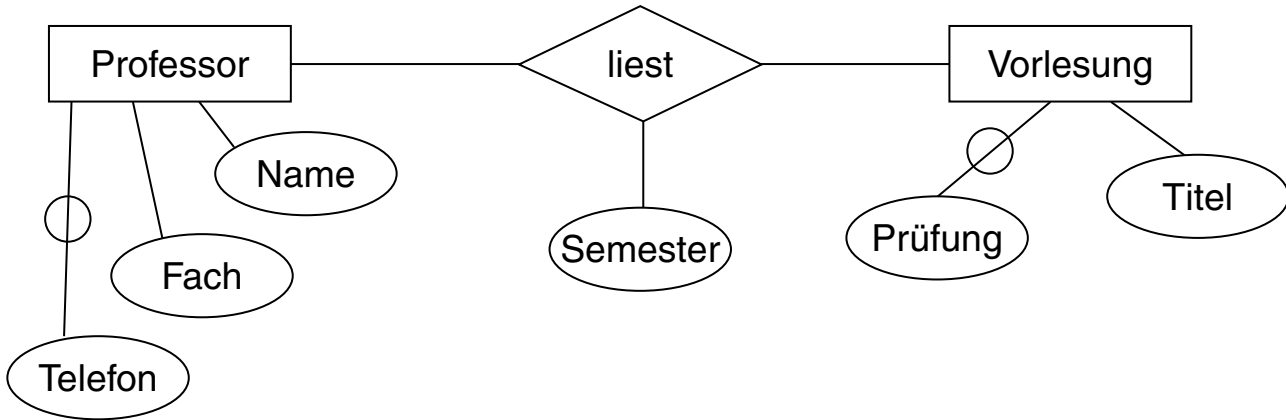 Professor
liest
Vorlesung
Name
Titel
Semester
Prüfung
Fach
Telefon